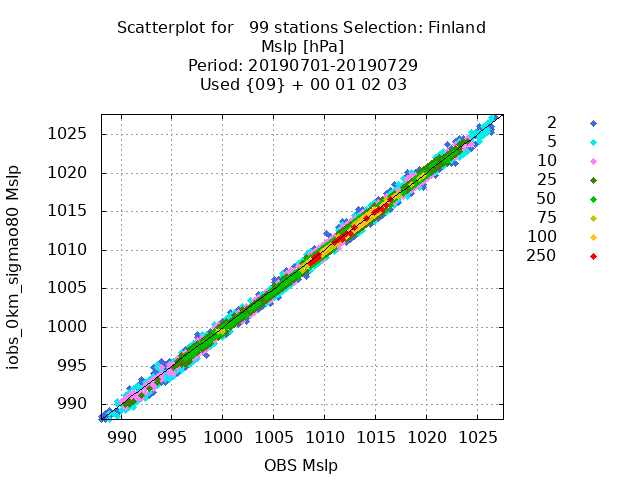 Scatterplot for   99 stations Selection: Finland
Mslp [hPa]
Period: 20190701-20190729
Used {09} + 00 01 02 03
iobs_0km_sigmao80 Mslp
1025
1020
1015
1010
1005
1000
995
990
990 995 1000 1005 1010 1015 1020 1025
OBS Mslp
2
5
10
25
50
75
100
250